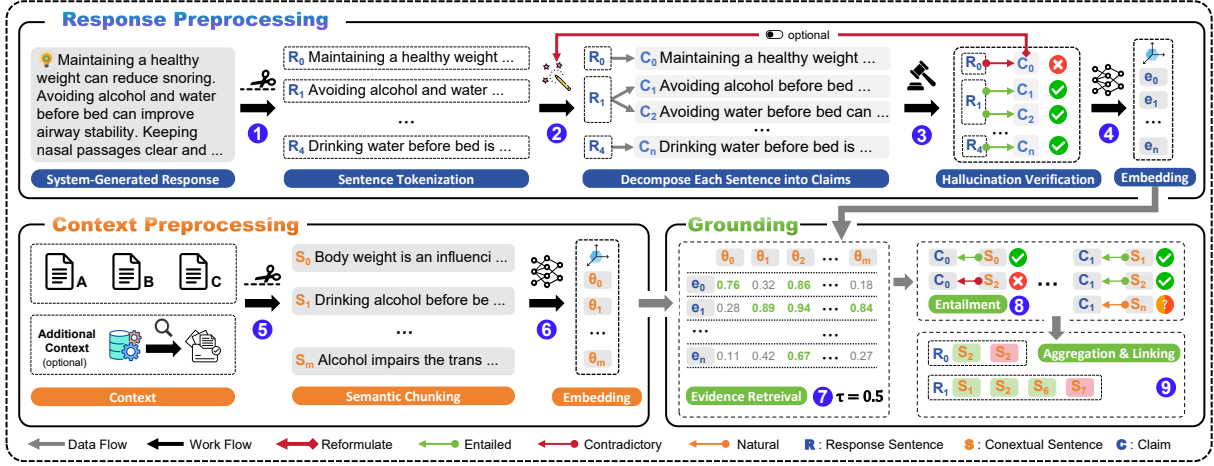 Response Preprocessing
💡 Maintaining a healthy
weight can reduce snoring.
Avoiding alcohol and water
before bed can improve
airway stability. Keeping
nasal passages clear and ...
System-Generated Response
1
R0 Maintaining a healthy weight ...
R1 Avoiding alcohol and water ...
...
R4 Drinking water before bed is ...
Sentence Tokenization
2
optional
R0 C0 Maintaining a healthy weight ...
R1 C1 Avoiding alcohol before bed ...
C2 Avoiding water before bed can ...
...
R4 Cn Drinking water before bed is ...
Decompose Each Sentence into Claims
3
R0 C0
R1 C1
C2
...
R4 Cn
Hallucination Verification
4
e0
e1
...
en
Embedding
Context Preprocessing
A B C
Additional
Context
(optional)
Context
5
S0 Body weight is an influenci ...
S1 Drinking alcohol before be ...
...
Sm Alcohol impairs the trans ...
Semantic Chunking
6
θ0
θ1
...
θm
Embedding
Grounding
θ0 θ1 θ2 ... θm
e0 0.76 0.32 0.86 ... 0.18
e1 0.28 0.89 0.94 ... 0.84
... ...
en 0.11 0.42 0.67 ... 0.27
Evidence Retreival 7 τ = 0.5
C0 S0 C1 S1
C0 S2 ... C1 S2
Entailment 8 C1 Sn ?
R0 S2 S2 Aggregation & Linking
R1 S1 S2 S6 S7 9
Data Flow Work Flow Reformulate Entailed Contradictory Natural R : Response Sentence S : Conextual Sentence C : Claim